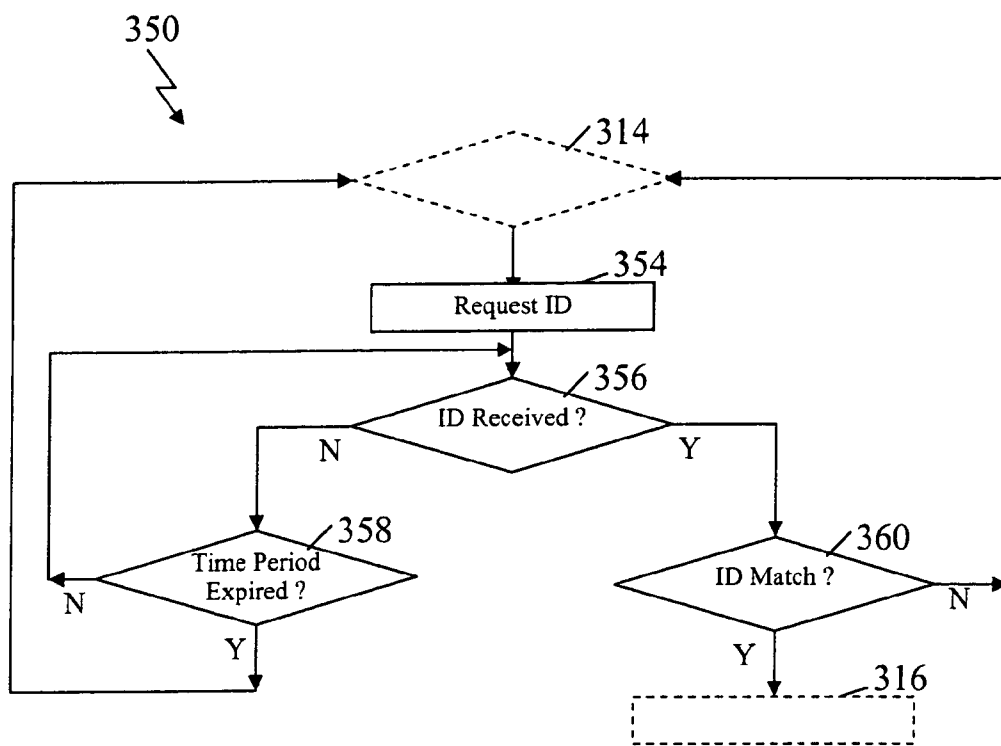 350
314
354
Request ID
356
ID Received ?
N
Y
358
Time Period
Expired ?
N
Y
360
ID Match ?
N
Y
316